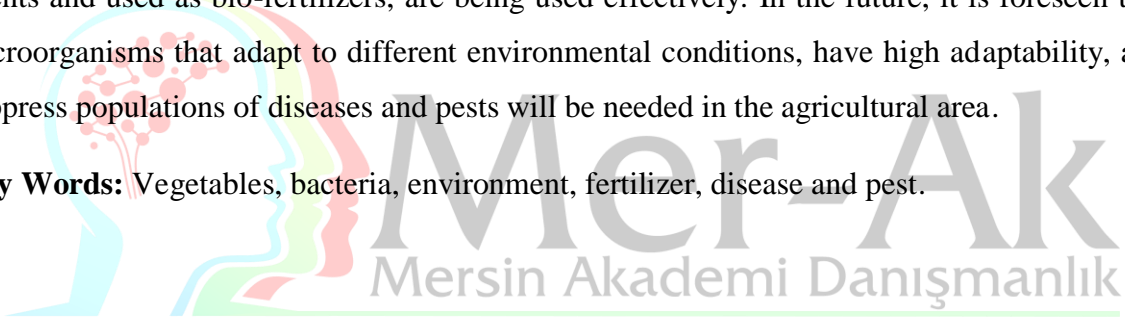 ents and used as bio-fertilizers, are being used effectively. In the future, it is foreseen t
croorganisms that adapt to different environmental conditions, have high adaptability, a
ppress populations of diseases and pests will be needed in the agricultural area.
y Words: Vegetables, bacteria, environment, fertilizer, disease and pest.
Mer-Ak
Mersin Akademi Danışmanlık